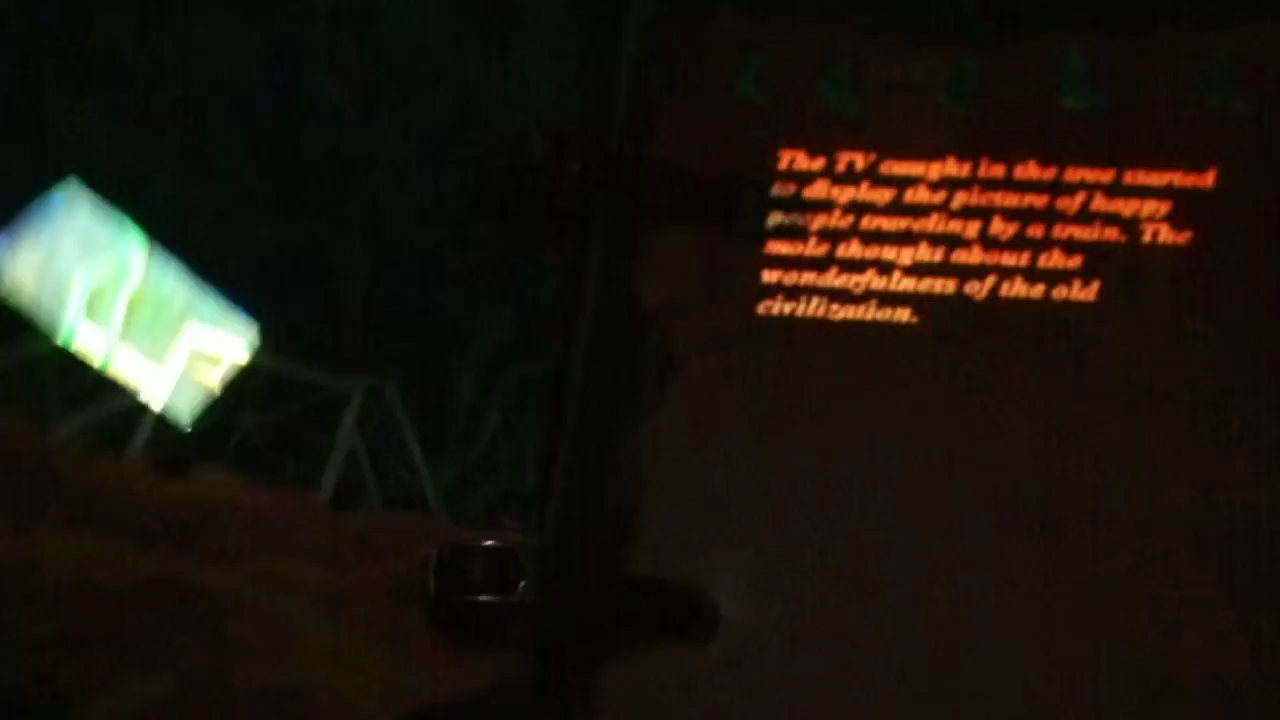 The TV caught in the tree started
to display the picture of happy
people traveling by a train. The
mole thought about the
wonderfulness of the old
civilization.